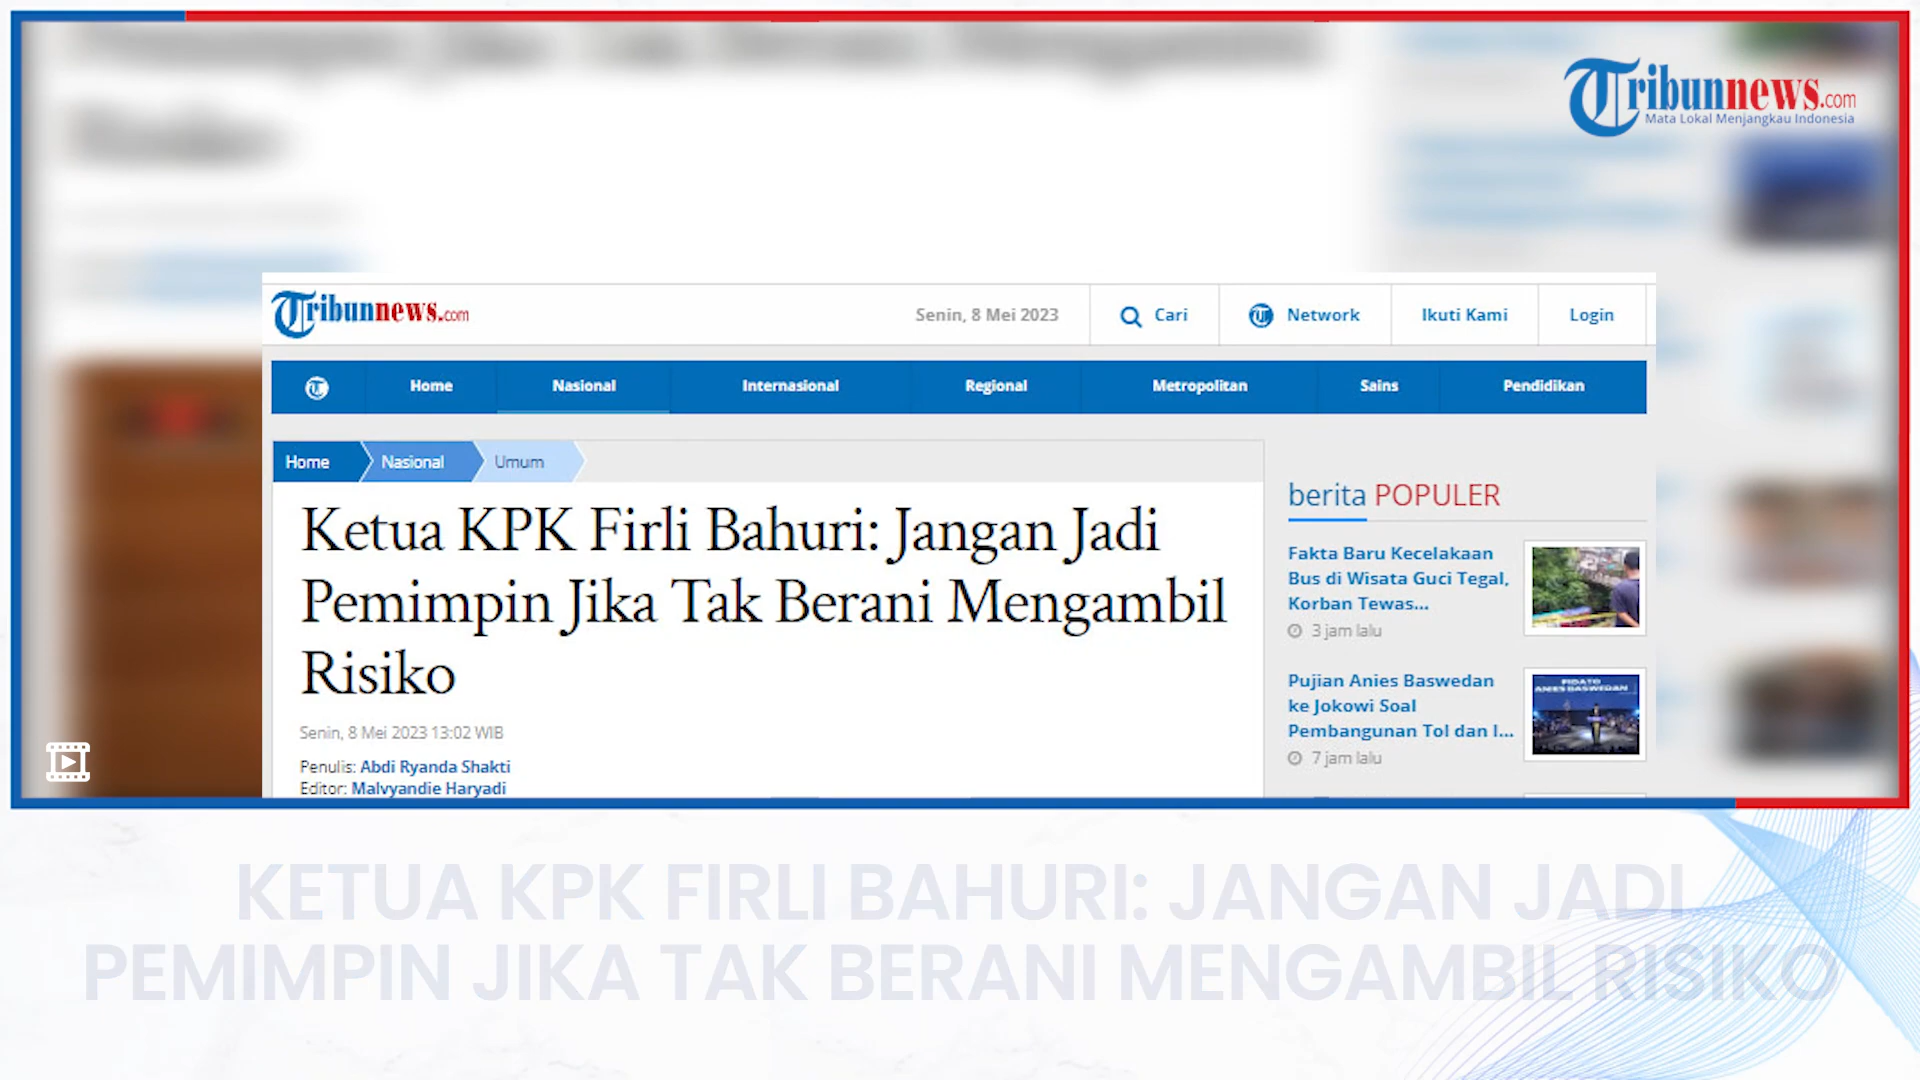 Tribunnews.com
Mata Lokal Menjangkau Indonesia
Tribunnews.com
Senin, 8 Mei 2023
Cari
Network
Ikuti Kami
Login
Home
Nasional
Internasional
Regional
Metropolitan
Sains
Pendidikan
Home
Nasional
Umum
Ketua KPK Firli Bahuri: Jangan Jadi
Pemimpin Jika Tak Berani Mengambil
Risiko
Senin, 8 Mei 2023 13:02 WIB
Penulis: Abdi Ryanda Shakti
Editor: Malvyandie Haryadi
berita POPULER
Fakta Baru Kecelakaan
Bus di Wisata Guci Tegal,
Korban Tewas...
3 jam lalu
Pujian Anies Baswedan
ke Jokowi Soal
Pembangunan Tol dan I...
7 jam lalu
PIDATO
ANIES BASWEDAN
KETUA KPK FIRLI BAHURI: JANGAN JADI
PEMIMPIN JIKA TAK BERANI MENGAMBIL RISIKO